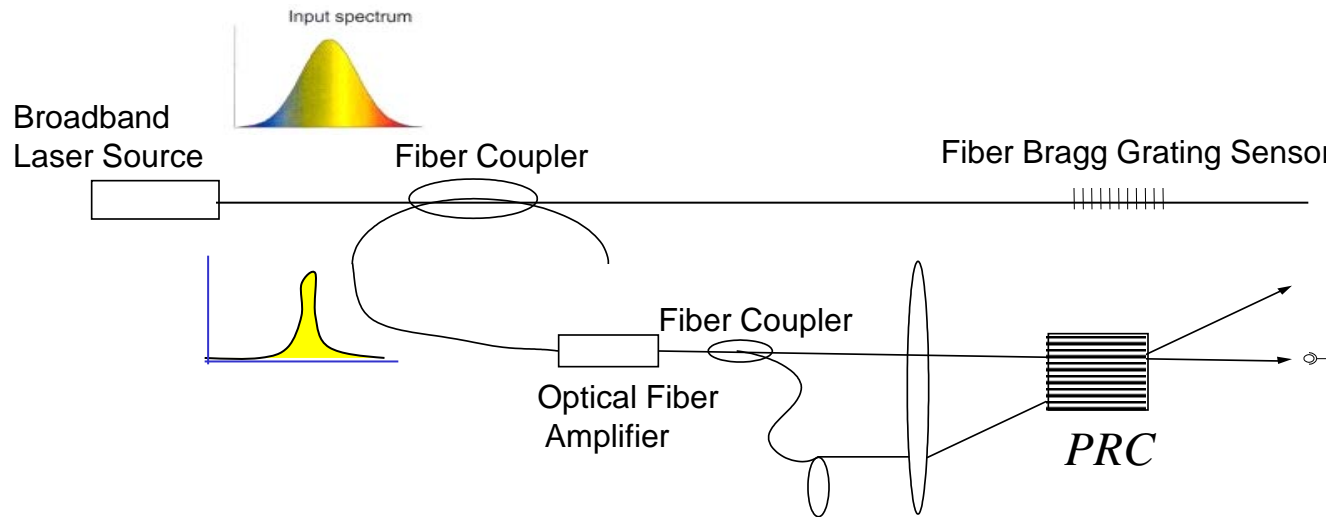 Input spectrum
Broadband
Laser Source
Fiber Coupler
Fiber Bragg Grating Sensor
Fiber Coupler
Optical Fiber
Amplifier
PRC